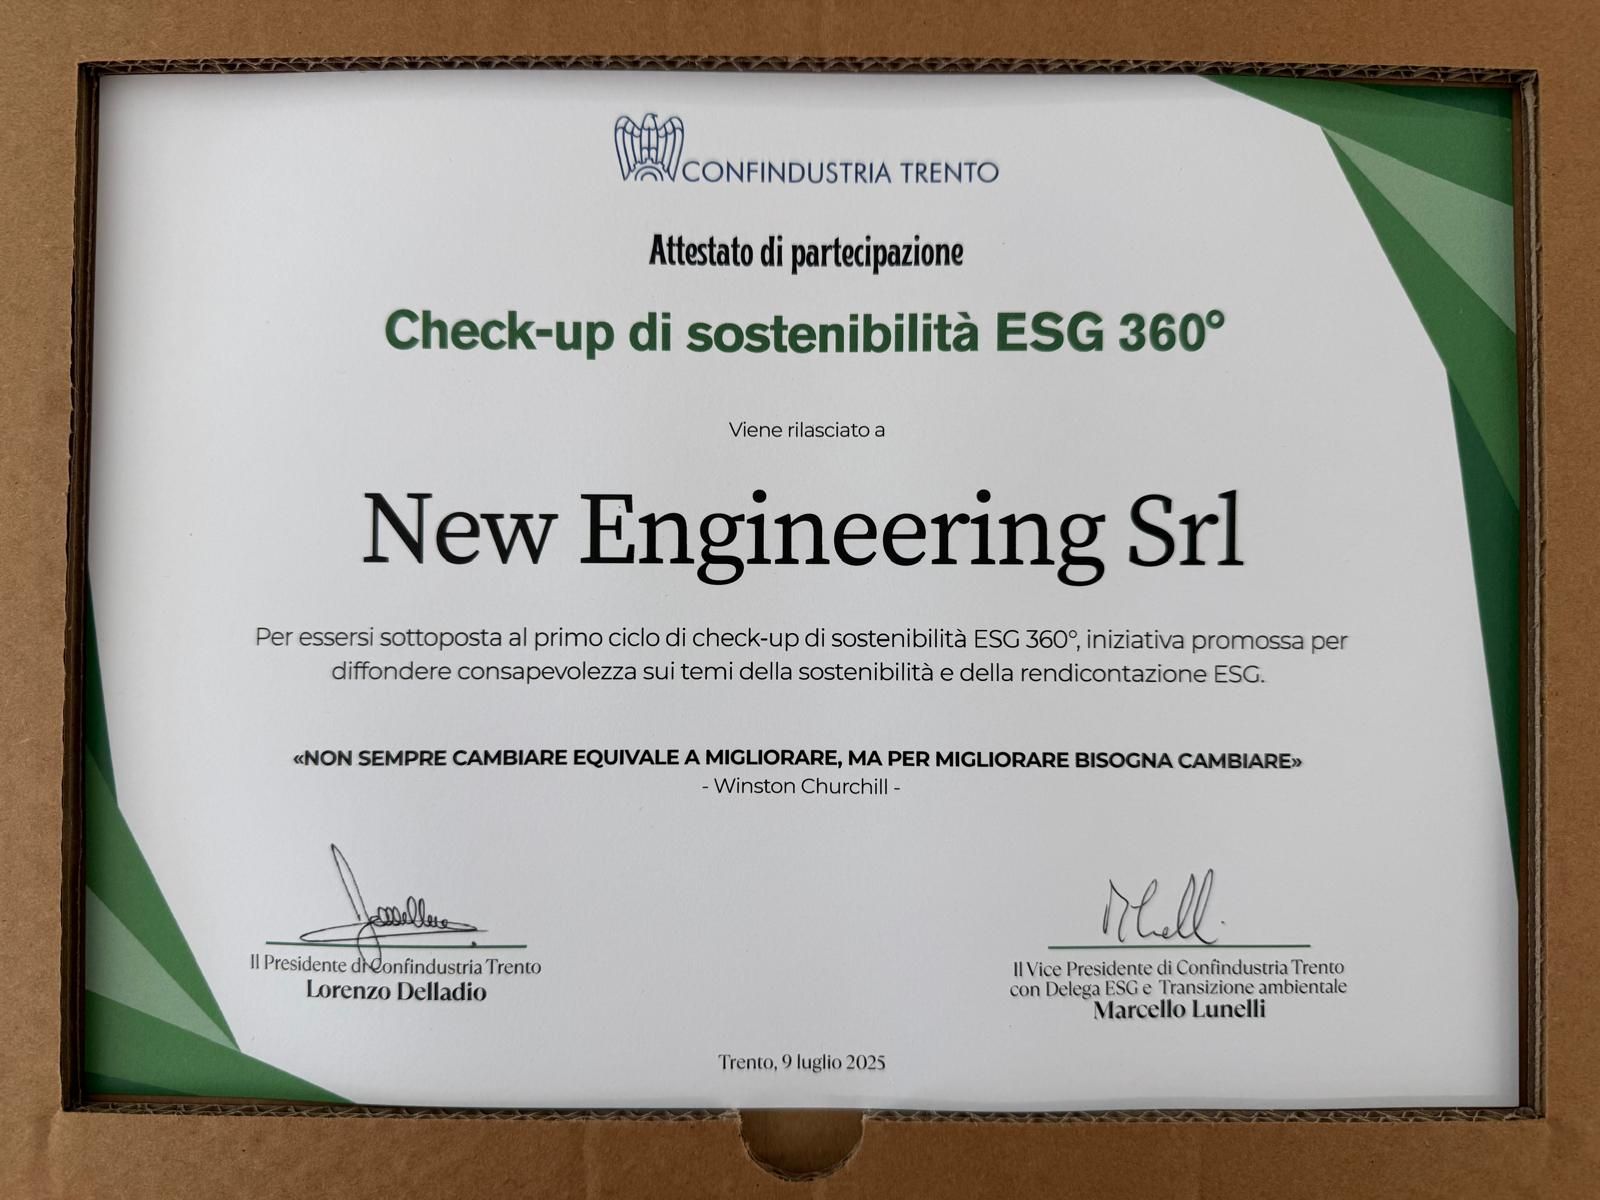 CONFINDUSTRIA TRENTO
Attestato di partecipazione
Check-up di sostenibilità ESG 360°
Viene rilasciato a
New Engineering Srl
Per essersi sottoposta al primo ciclo di check-up di sostenibilità ESG 360°, iniziativa promossa per
diffondere consapevolezza sui temi della sostenibilità e della rendicontazione ESG.
«NON SEMPRE CAMBIARE EQUIVALE A MIGLIORARE, MA PER MIGLIORARE BISOGNA CAMBIARE»
- Winston Churchill -
Il Presidente di Confindustria Trento
Lorenzo Delladio
Il Vice Presidente di Confindustria Trento
con Delega ESG e Transizione ambientale
Marcello Lunelli
Trento, 9 luglio 2025